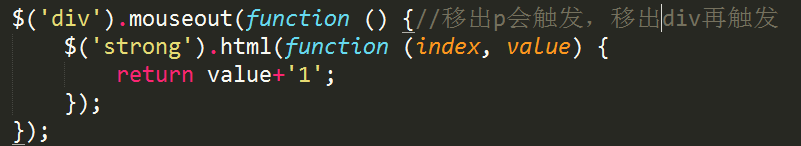 $('div').mouseout(function () {//移出p会触发，移出div再触发
    $('strong').html(function (index, value) {
        return value+'1';
    });
});